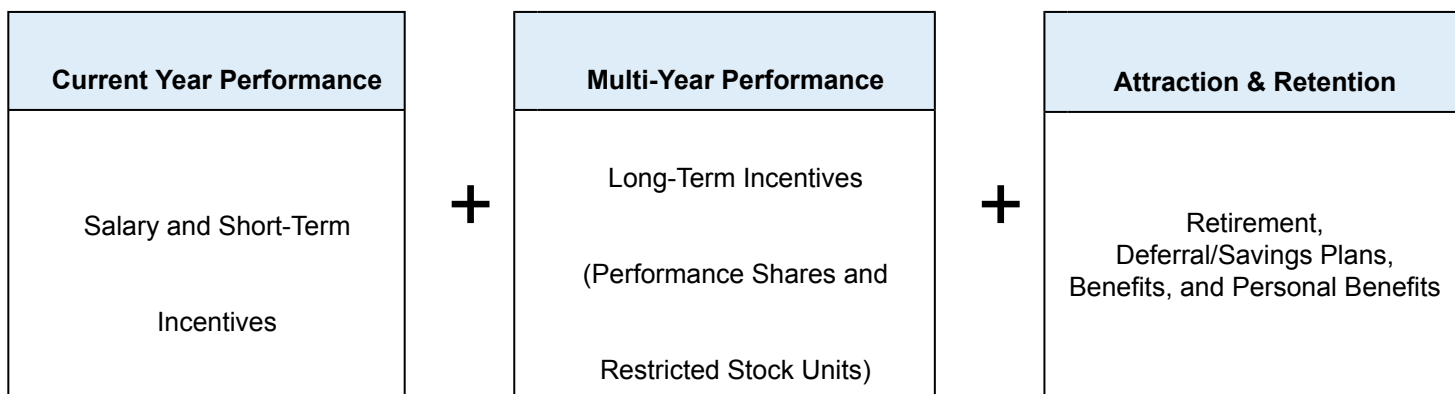 Current Year Performance
Salary and Short-Term
Incentives
+
Multi-Year Performance
Long-Term Incentives
(Performance Shares and
Restricted Stock Units)
+
Attraction & Retention
Retirement,
Deferral/Savings Plans,
Benefits, and Personal Benefits